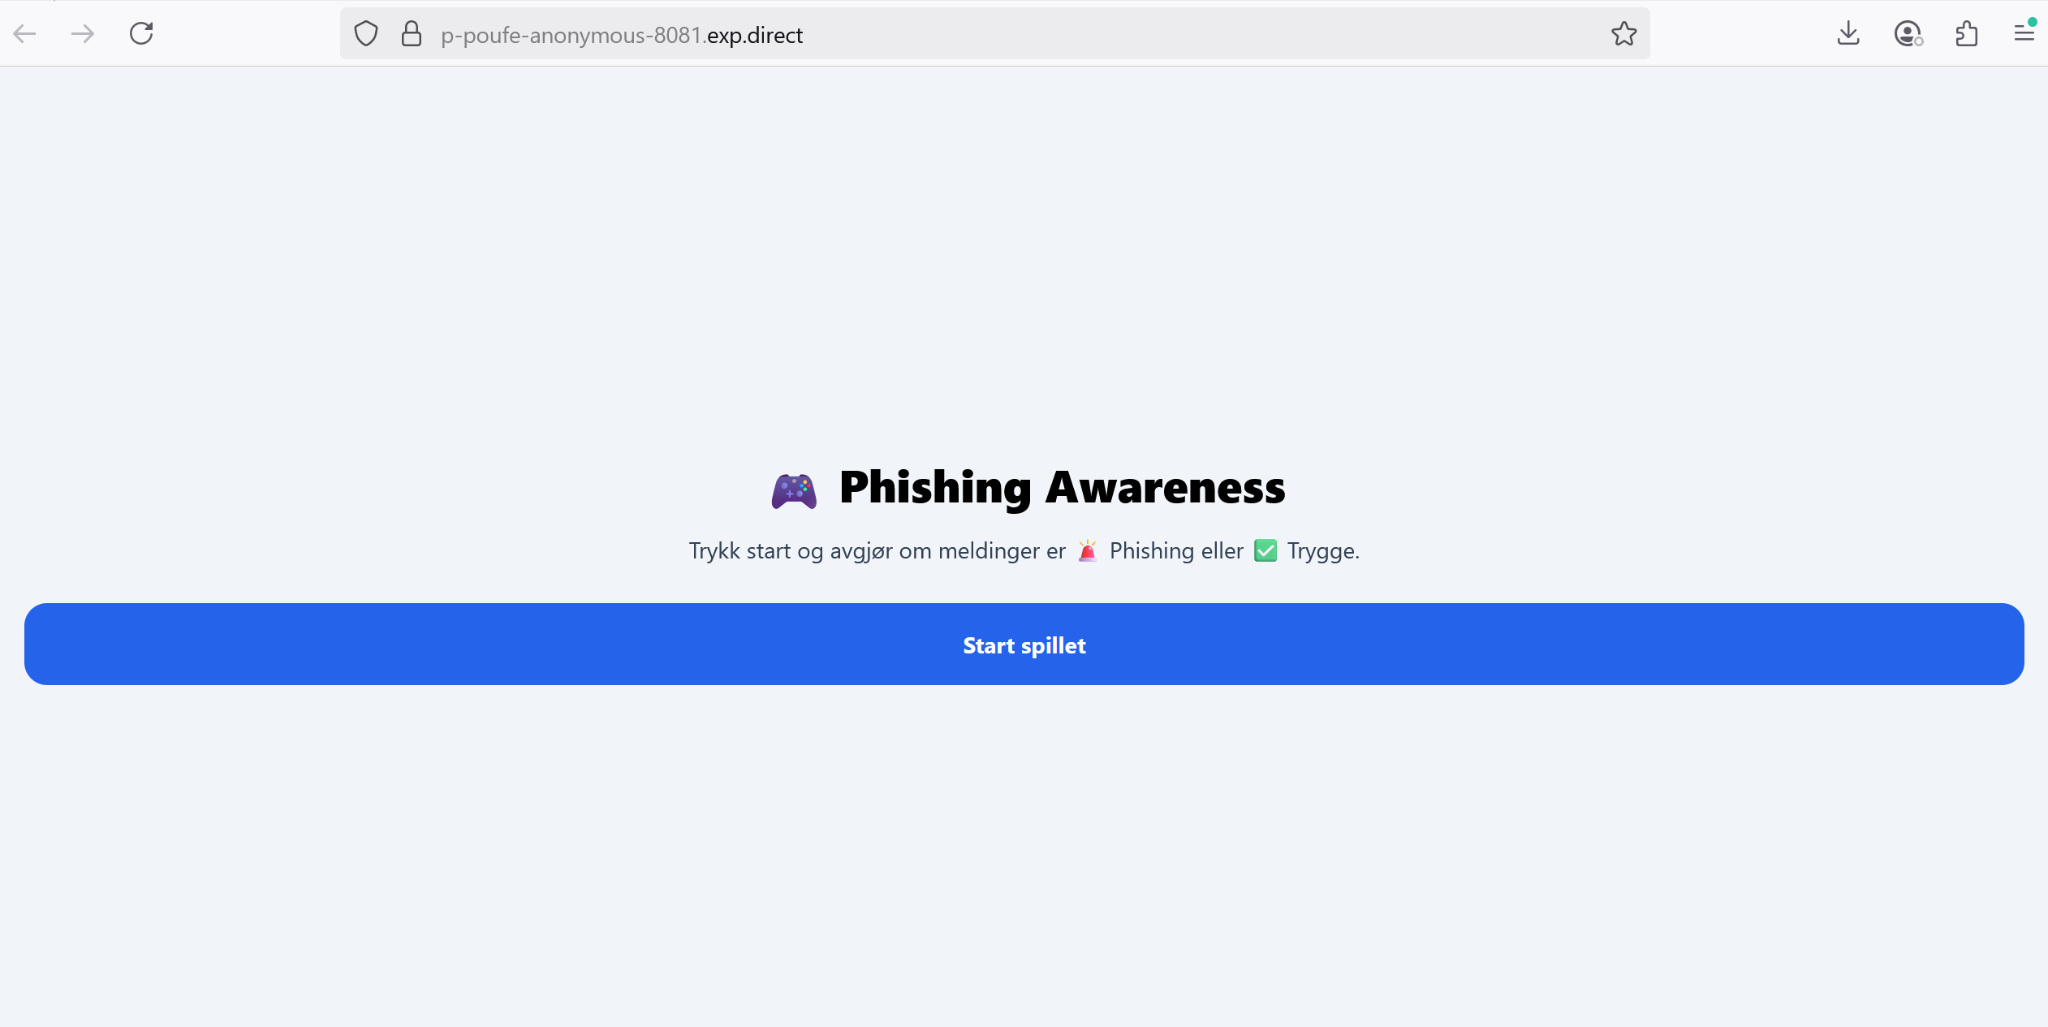 p-poufe-anonymous-8081.exp.direct
🎮 Phishing Awareness
Trykk start og avgjør om meldinger er 🚨 Phishing eller ✅ Trygge.
Start spillet